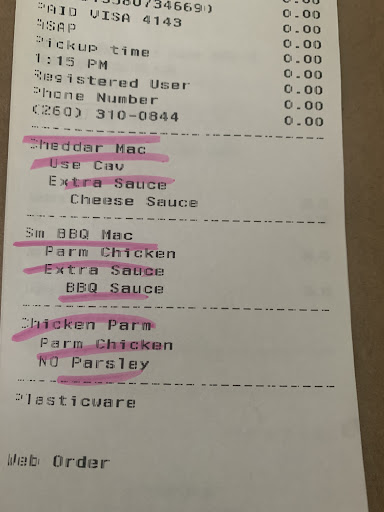 PAID VISA 4143 0.00
ASAP 0.00
Pickup time 0.00
1:15 PM 0.00
Registered User 0.00
Phone Number 0.00
(260) 310-0844 0.00
Cheddar Mac
Use Cav
Extra Sauce
Cheese Sauce
Sm BBQ Mac
Parm Chicken
Extra Sauce
BBQ Sauce
Chicken Parm
Parm Chicken
NO Parsley
Plasticware
Web Order